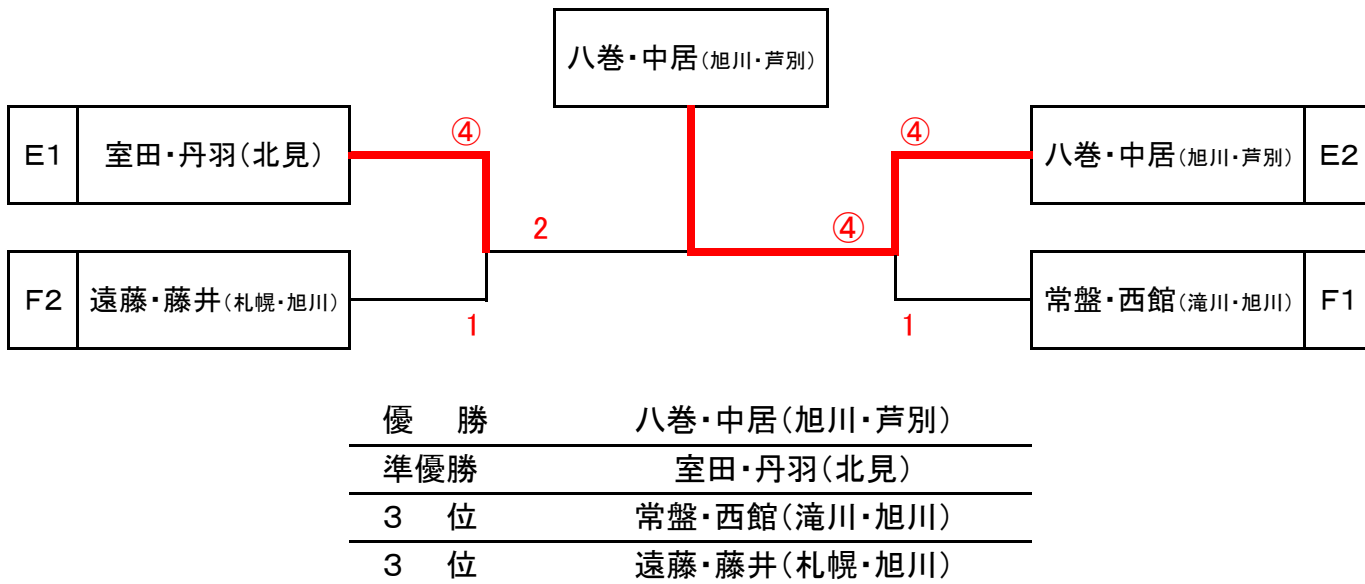 八巻・中居(旭川・芦別)
E1 室田・丹羽(北見) ④ ④ 八巻・中居(旭川・芦別) E2
2 ④
F2 遠藤・藤井(札幌・旭川) 1 1 常盤・西館(滝川・旭川) F1
優 勝 八巻・中居(旭川・芦別)
準優勝 室田・丹羽(北見)
3 位 常盤・西館(滝川・旭川)
3 位 遠藤・藤井(札幌・旭川)